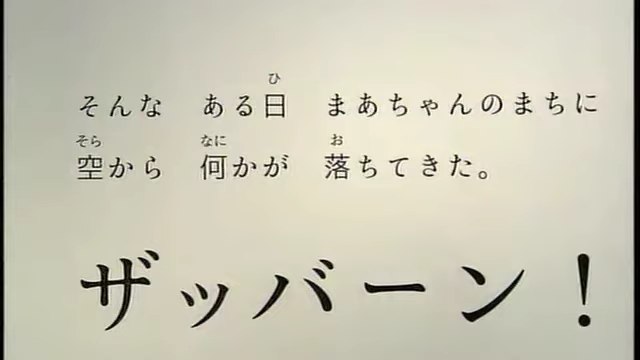 そんな　ある日　まあちゃんのまちに
空から　何かが　落ちてきた。
ザッバーン！